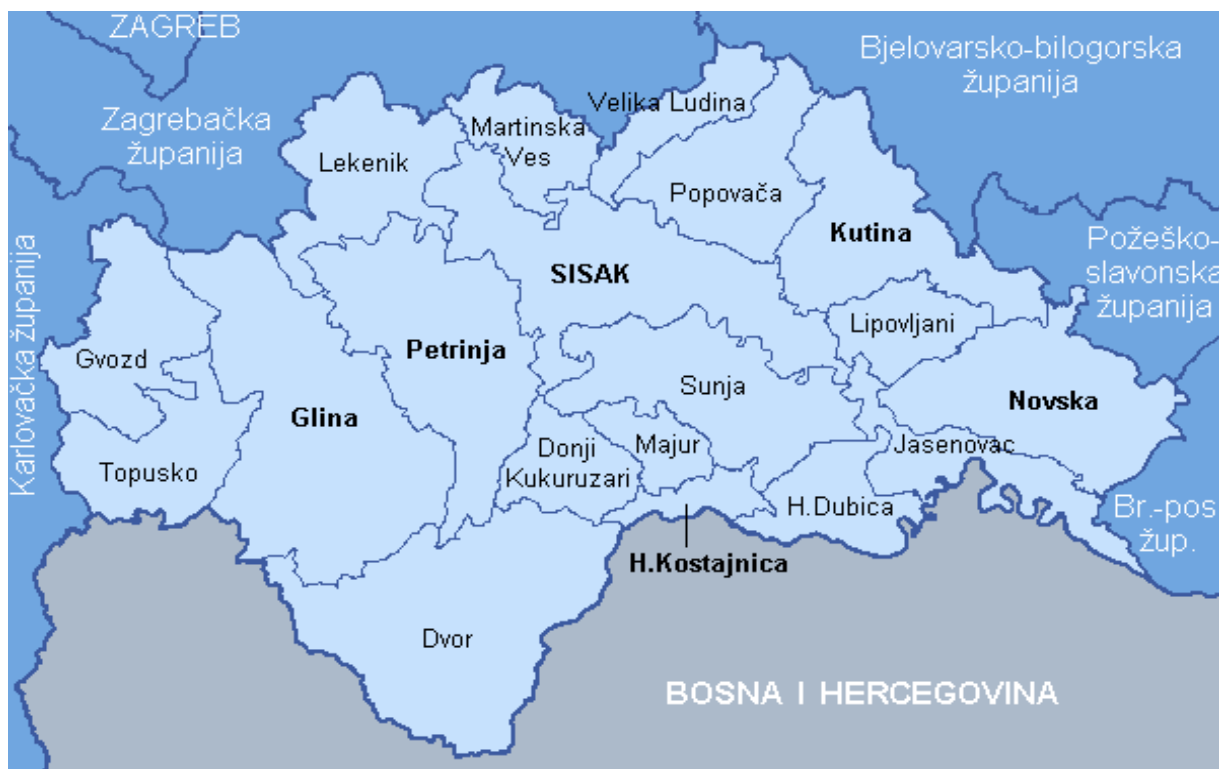 ZAGREB
Bjelovarsko-bilogorska
županija
Velika Ludina
Zagrebačka
županija
Martinska
Ves
Lekenik
Popovača
Kutina
Požeško-
slavonska
županija
Karlovačka županija
SISAK
Lipovljani
Petrinja
Gvozd
Sunja
Novska
Glina
Donji
Kukuruzari
Majur
Jasenovac
Topusko
H.Dubica
Br.-pos
žup.
H.Kostajnica
Dvor
BOSNA I HERCEGOVINA